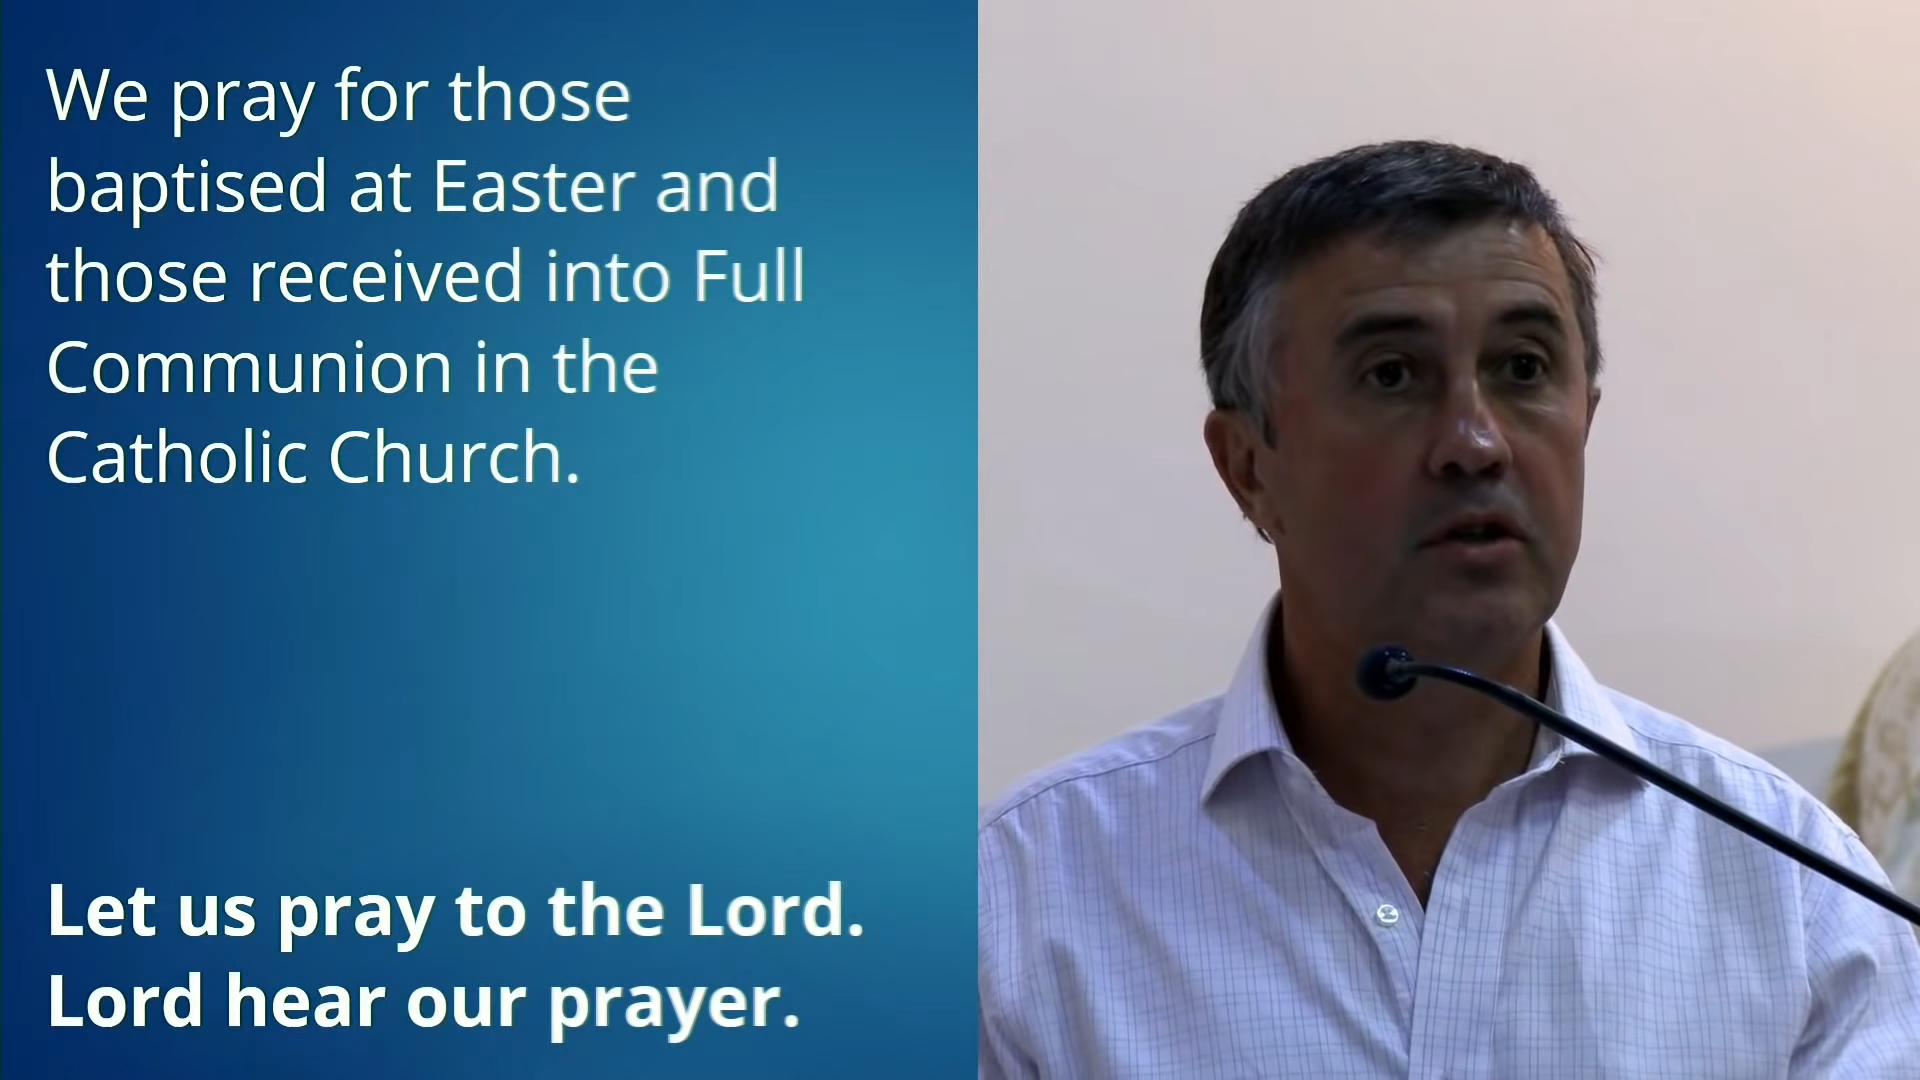 We pray for those
baptised at Easter and
those received into Full
Communion in the
Catholic Church.
Let us pray to the Lord.
Lord hear our prayer.